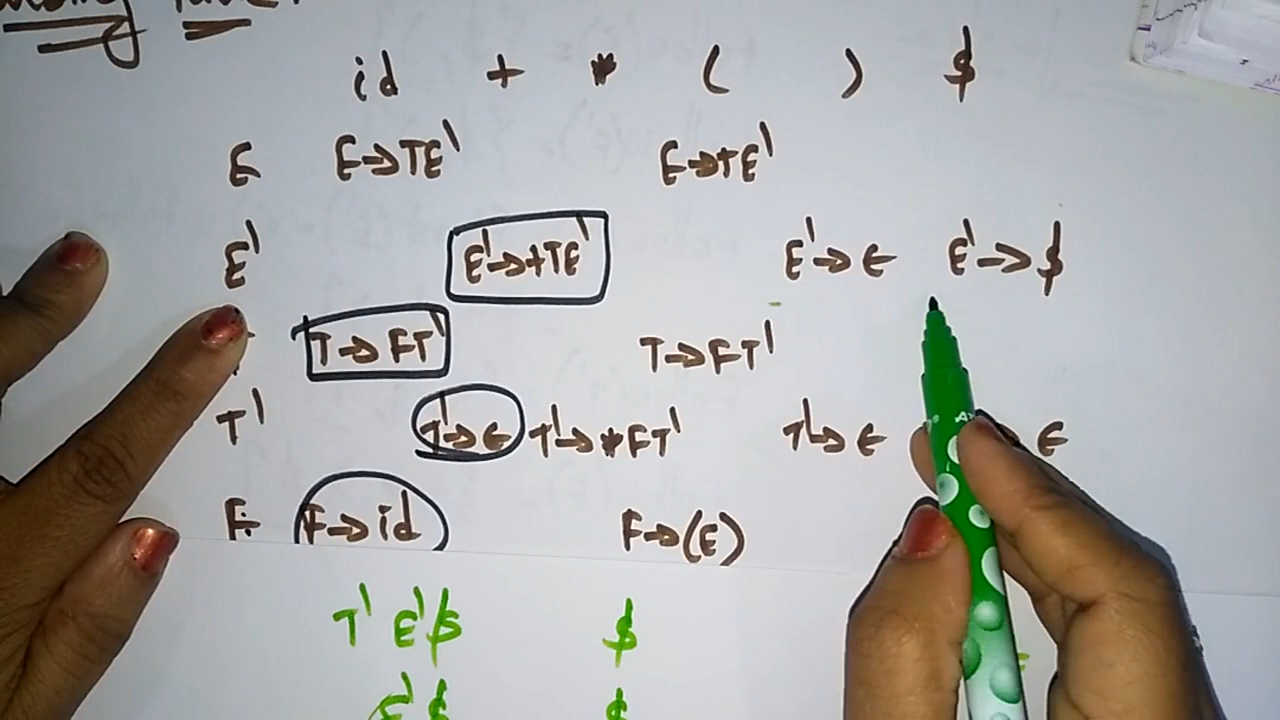 id + * ( ) $
E E→TE' E→TE'
E' E'→+TE' E'→ϵ E'→$
T→FT' T→FT'
T' T'→ϵ T'→*FT' T'→ϵ ϵ
F F→id F→(E)
T' E'$ $
E'$ $